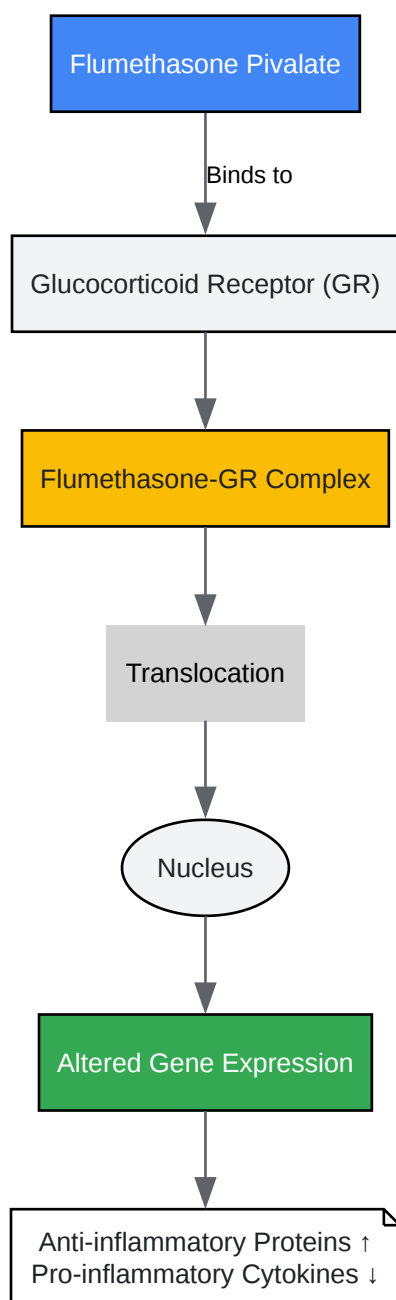 Flumethasone Pivalate
Binds to
Glucocorticoid Receptor (GR)
Flumethasone-GR Complex
Translocation
Nucleus
Altered Gene Expression
Anti-inflammatory Proteins ↑
Pro-inflammatory Cytokines ↓